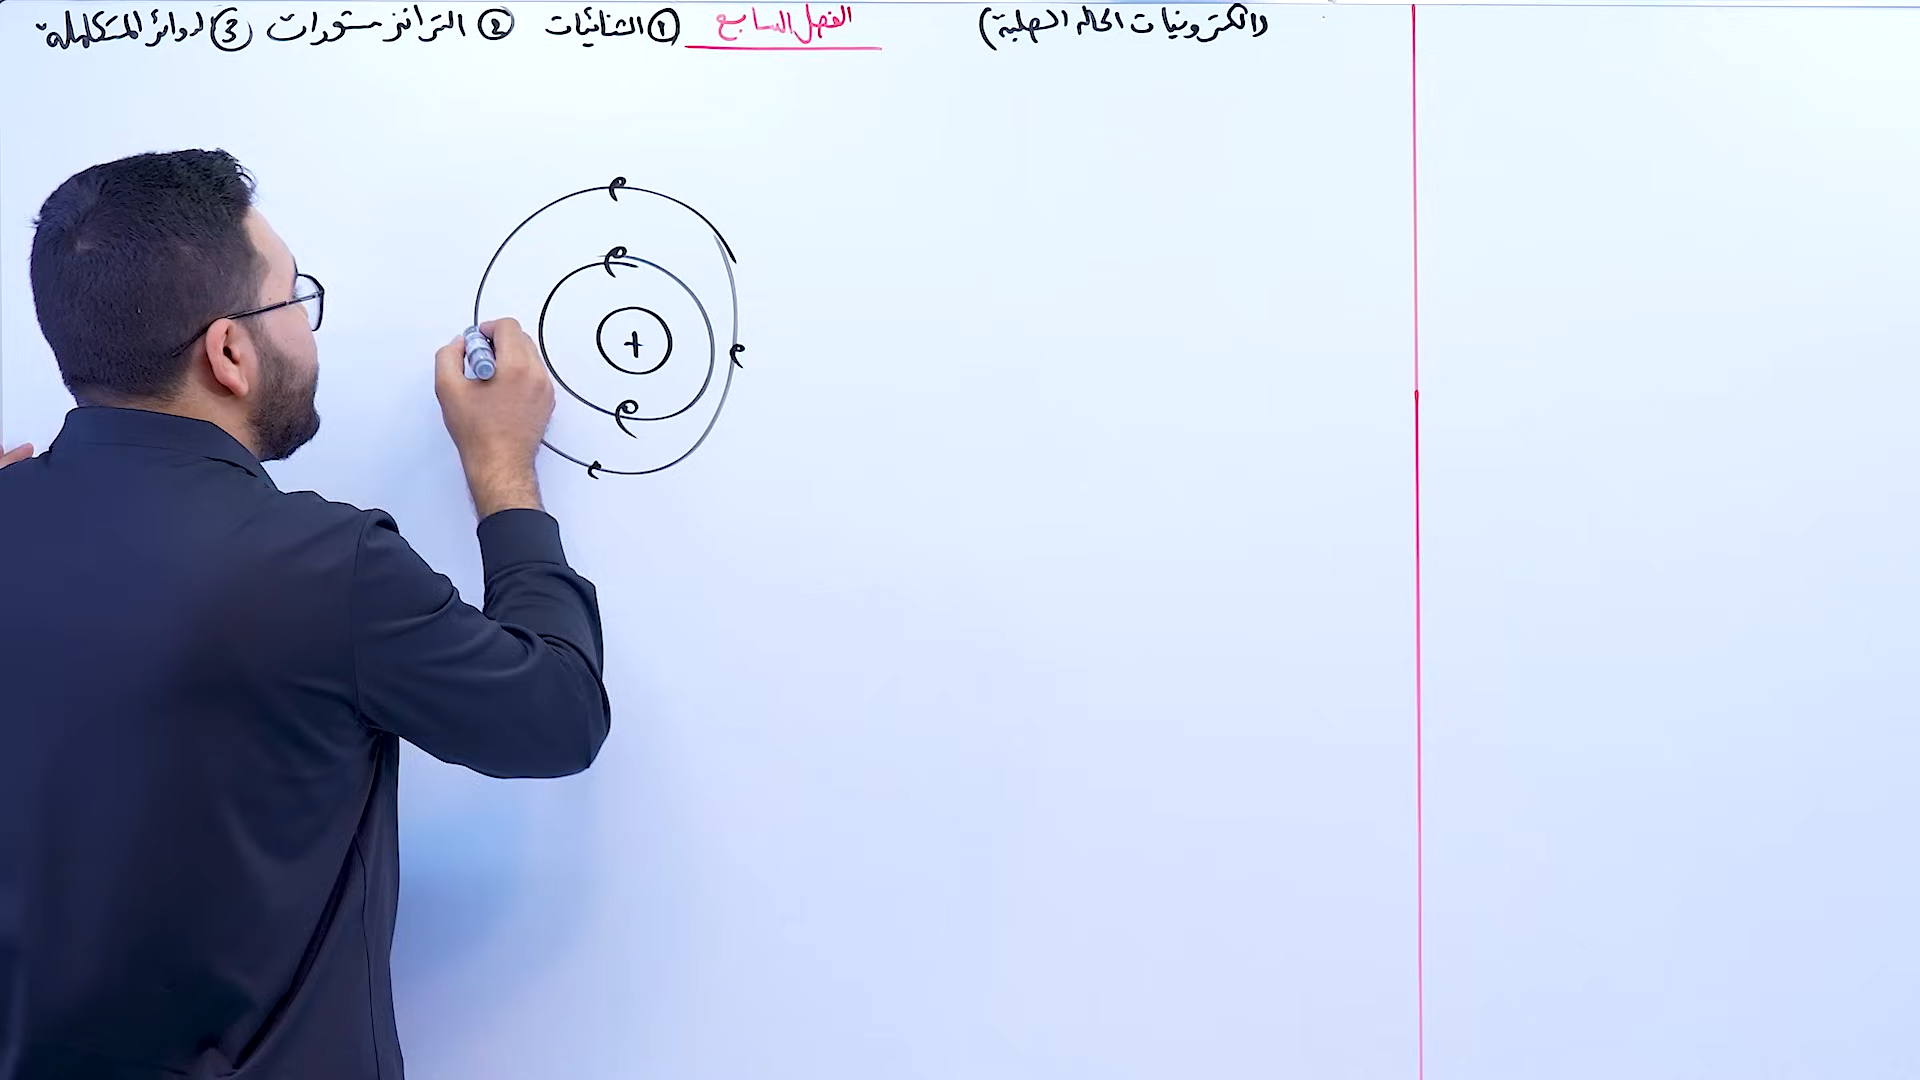 (الكترونيات الحالة الصلبة)
الفصل السابع
① الثنائيات ② الترانزستورات ③ الدوائر المتكاملة
e
e
+
e
e
e